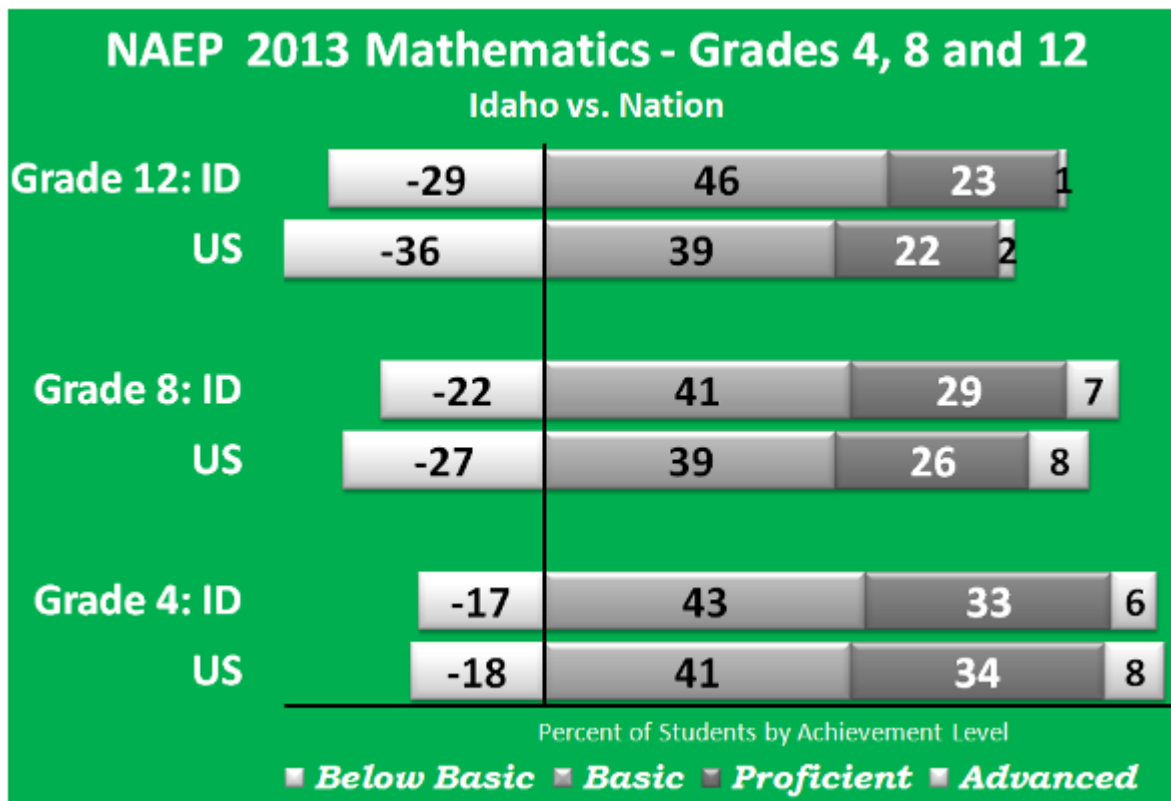 NAEP 2013 Mathematics - Grades 4, 8 and 12
Idaho vs. Nation
Grade 12: ID -29 46 23 1
US -36 39 22 2
Grade 8: ID -22 41 29 7
US -27 39 26 8
Grade 4: ID -17 43 33 6
US -18 41 34 8
Percent of Students by Achievement Level
Below Basic Basic Proficient Advanced